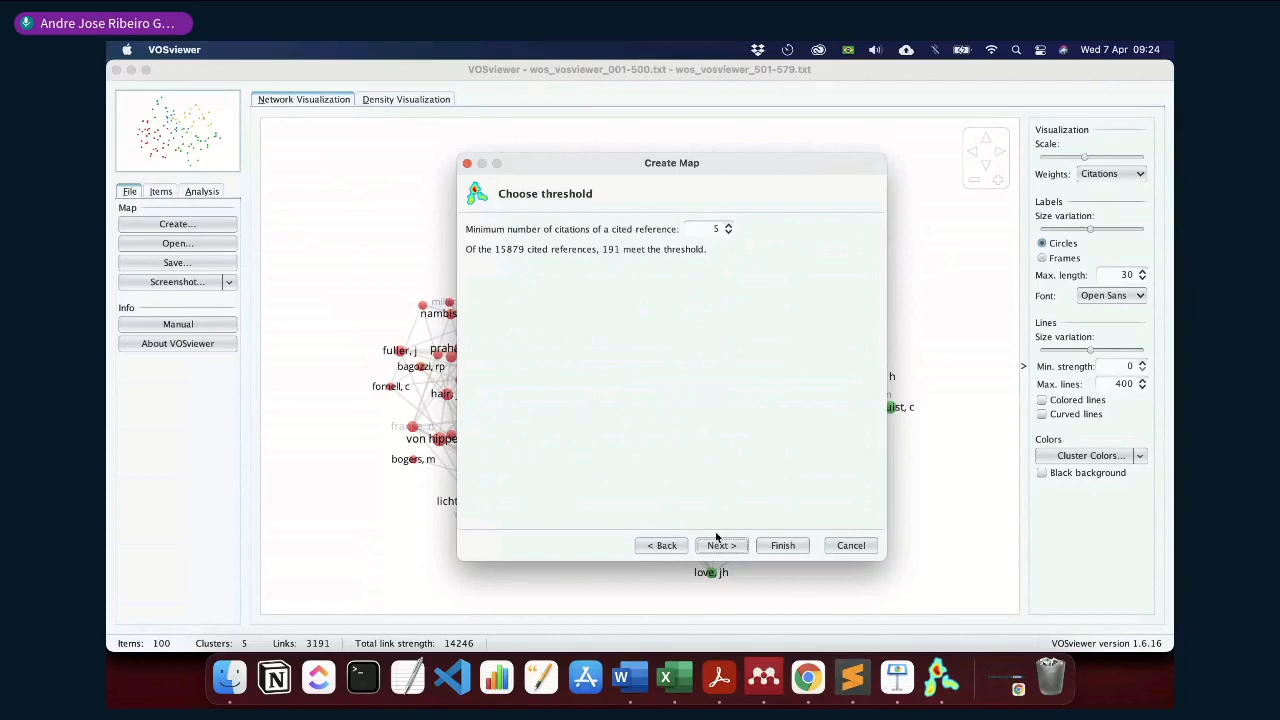 Andre Jose Ribeiro G...
VOSviewer
Wed 7 Apr 09:24
VOSviewer - wos_vosviewer_001-500.txt - wos_vosviewer_501-579.txt
Network Visualization
Density Visualization
File
Items
Analysis
Map
Create...
Open...
Save...
Screenshot...
Info
Manual
About VOSviewer
Create Map
Choose threshold
Minimum number of citations of a cited reference: 5
Of the 15879 cited references, 191 meet the threshold.
< Back
Next >
Finish
Cancel
nambis
fuller, j
prah
bagozzi, rp
fornell, c
hair,
von hippe
bogers, m
licht
h
uist, c
love, jh
Visualization
Scale:
Weights: Citations
Labels
Size variation:
Circles
Frames
Max. length: 30
Font: Open Sans
Lines
Size variation:
Min. strength: 0
Max. lines: 400
Colored lines
Curved lines
Colors
Cluster Colors...
Black background
>
Items: 100 Clusters: 5 Links: 3191 Total link strength: 14246
VOSviewer version 1.6.16